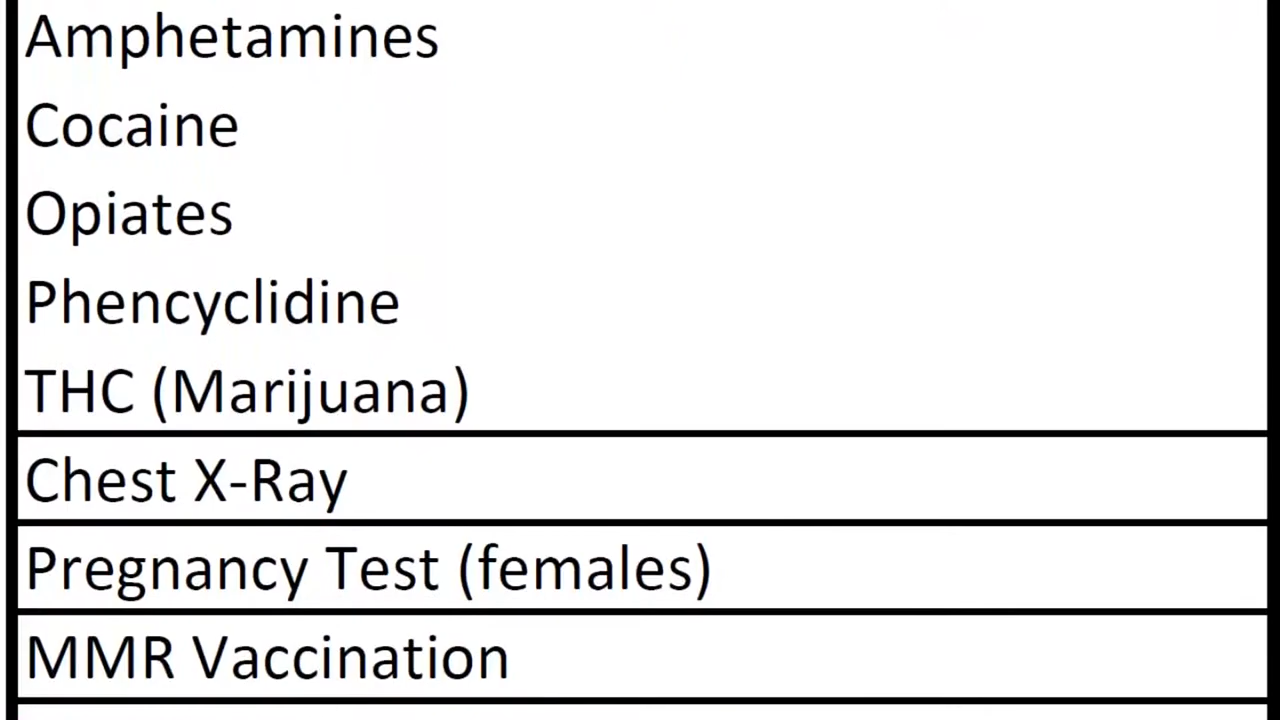 Amphetamines
Cocaine
Opiates
Phencyclidine
THC (Marijuana)
Chest X-Ray
Pregnancy Test (females)
MMR Vaccination